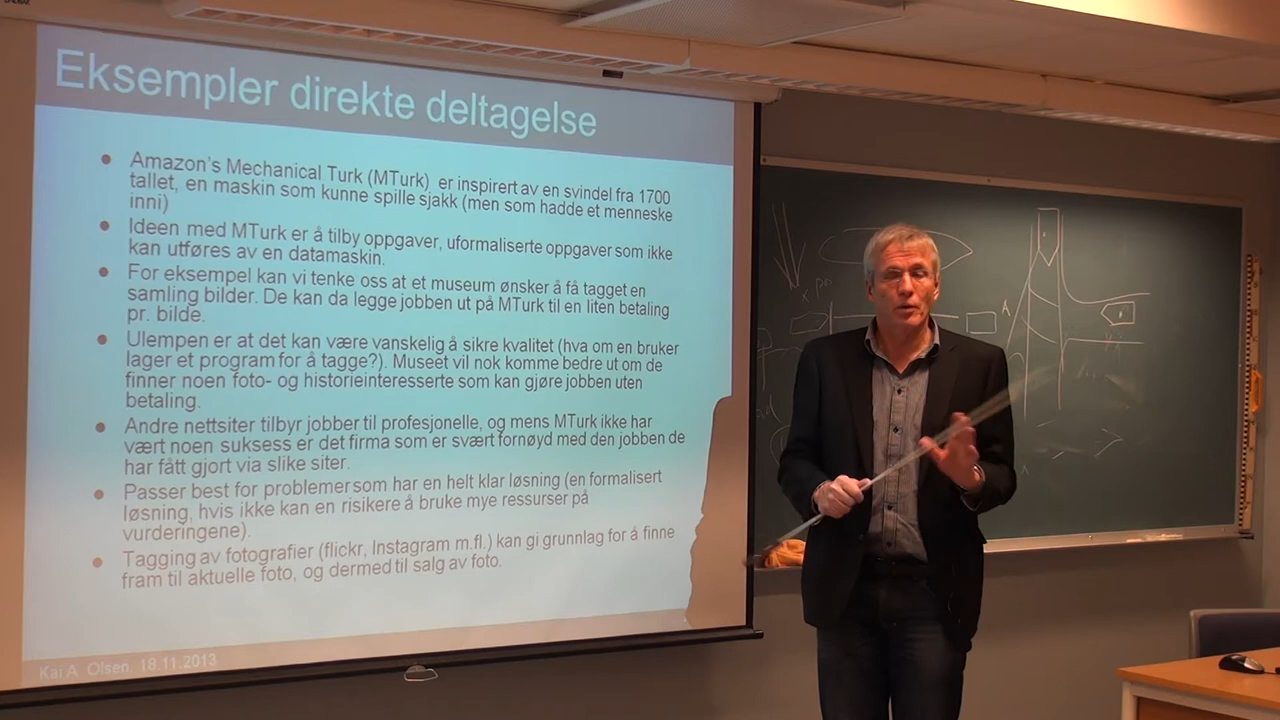 Eksempler direkte deltagelse
Amazon's Mechanical Turk (MTurk) er inspirert av en svindel fra 1700
tallet, en maskin som kunne spille sjakk (men som hadde et menneske
inni)
Ideen med MTurk er å tilby oppgaver, uformaliserte oppgaver som ikke
kan utføres av en datamaskin.
For eksempel kan vi tenke oss at et museum ønsker å få tagget en
samling bilder. De kan da legge jobben ut på MTurk til en liten betaling
pr. bilde.
Ulempen er at det kan være vanskelig å sikre kvalitet (hva om en bruker
lager et program for å tagge?). Museet vil nok komme bedre ut om de
finner noen foto- og historieinteresserte som kan gjøre jobben uten
betaling.
Andre nettsiter tilbyr jobber til profesjonelle, og mens MTurk ikke har
vært noen suksess er det firma som er svært fornøyd med den jobben de
har fått gjort via slike siter.
Passer best for problemer som har en helt klar løsning (en formalisert
løsning, hvis ikke kan en risikere å bruke mye ressurser på
vurderingene).
Tagging av fotografier (flickr, Instagram m.fl.) kan gi grunnlag for å finne
fram til aktuelle foto, og dermed til salg av foto.
Kai A. Olsen, 18.11.2013